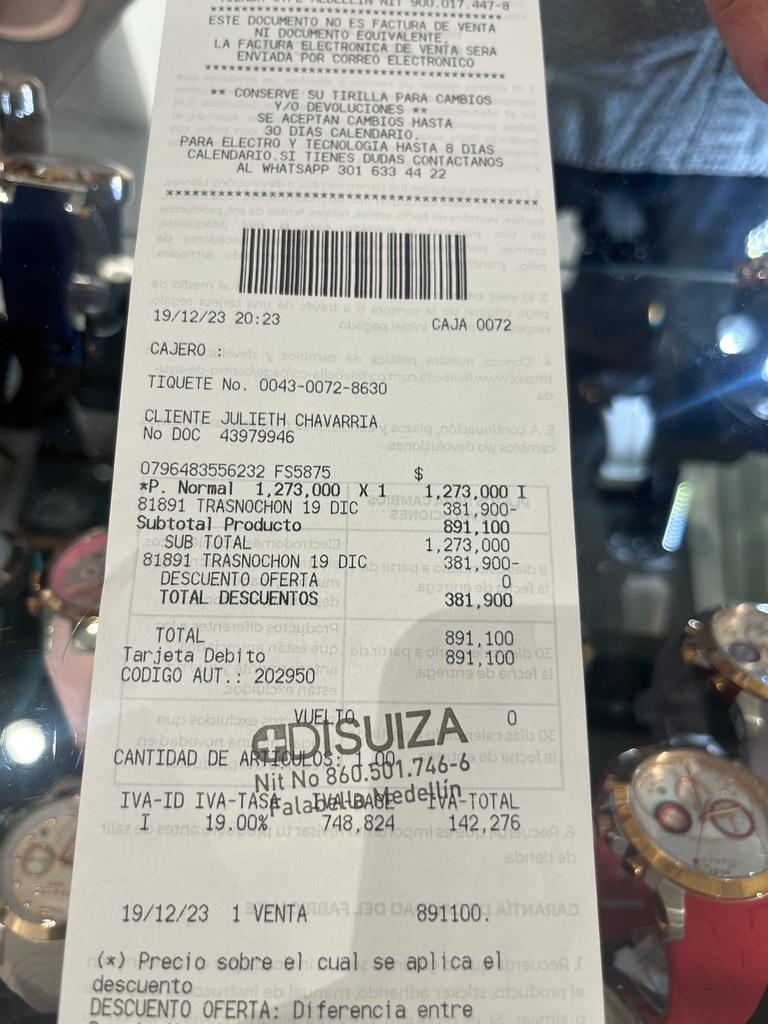 NIT 900.017.447-8
************************************
ESTE DOCUMENTO NO ES FACTURA DE VENTA
NI DOCUMENTO EQUIVALENTE,
LA FACTURA ELECTRONICA DE VENTA SERA
ENVIADA POR CORREO ELECTRONICO
************************************
** CONSERVE SU TIRILLA PARA CAMBIOS
Y/O DEVOLUCIONES **
SE ACEPTAN CAMBIOS HASTA
30 DIAS CALENDARIO.
PARA ELECTRO Y TECNOLOGIA HASTA 8 DIAS
CALENDARIO.SI TIENES DUDAS CONTACTANOS
AL WHATSAPP 301 633 44 22
****************************************
19/12/23 20:23 CAJA 0072
CAJERO :
TIQUETE No. 0043-0072-8630
CLIENTE JULIETH CHAVARRIA
No DOC 43979946
0796483556232 FS5875 $
*P. Normal 1,273,000 X 1 1,273,000 I
81891 TRASNOCHON 19 DIC 381,900-
Subtotal Producto 891,100
SUB TOTAL 1,273,000
81891 TRASNOCHON 19 DIC 381,900-
DESCUENTO OFERTA 0
TOTAL DESCUENTOS 381,900
TOTAL 891,100
Tarjeta Debito 891,100
CODIGO AUT.: 202950
VUELTO 0
DISUIZA
CANTIDAD DE ARTICULOS: 1.00
Nit No 860.501.746-6
Falabella Medellín
IVA-ID IVA-TASA IVA-BASE IVA-TOTAL
I 19.00% 748,824 142,276
19/12/23 1 VENTA 891100.
(*) Precio sobre el cual se aplica el
descuento
DESCUENTO OFERTA: Diferencia entre